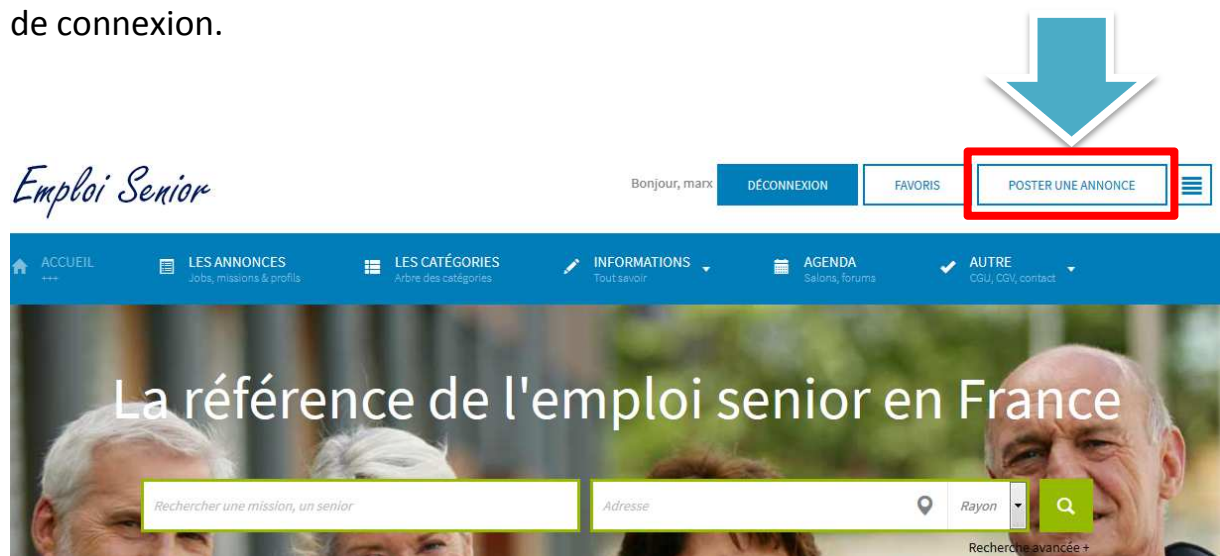 de connexion.
Emploi Senior
Bonjour, marx
DÉCONNEXION
FAVORIS
POSTER UNE ANNONCE
ACCUEIL
+++
LES ANNONCES
Jobs, missions & profils
LES CATÉGORIES
Arbre des catégories
INFORMATIONS
Tout savoir
AGENDA
Salons, forums
AUTRE
CGU, CGV, contact
La référence de l'emploi senior en France
Rechercher une mission, un senior
Adresse
Rayon
Recherche avancée +